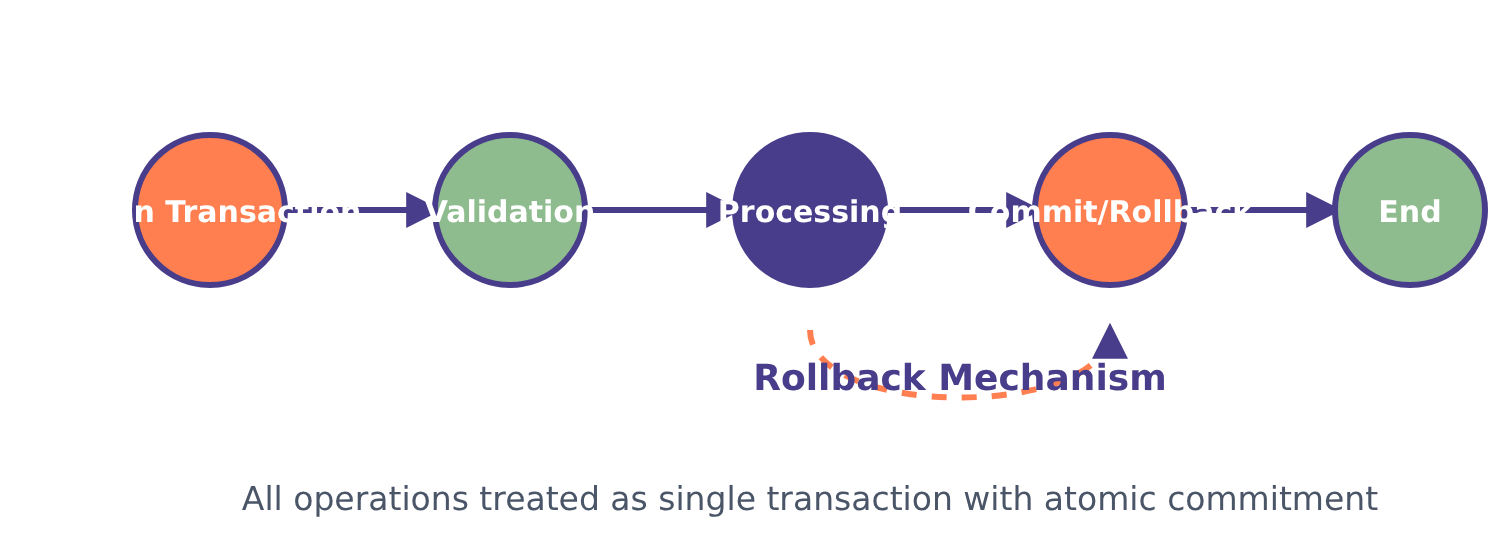 n Transaction
Validation
Processing
Commit/Rollback
End
Rollback Mechanism
All operations treated as single transaction with atomic commitment